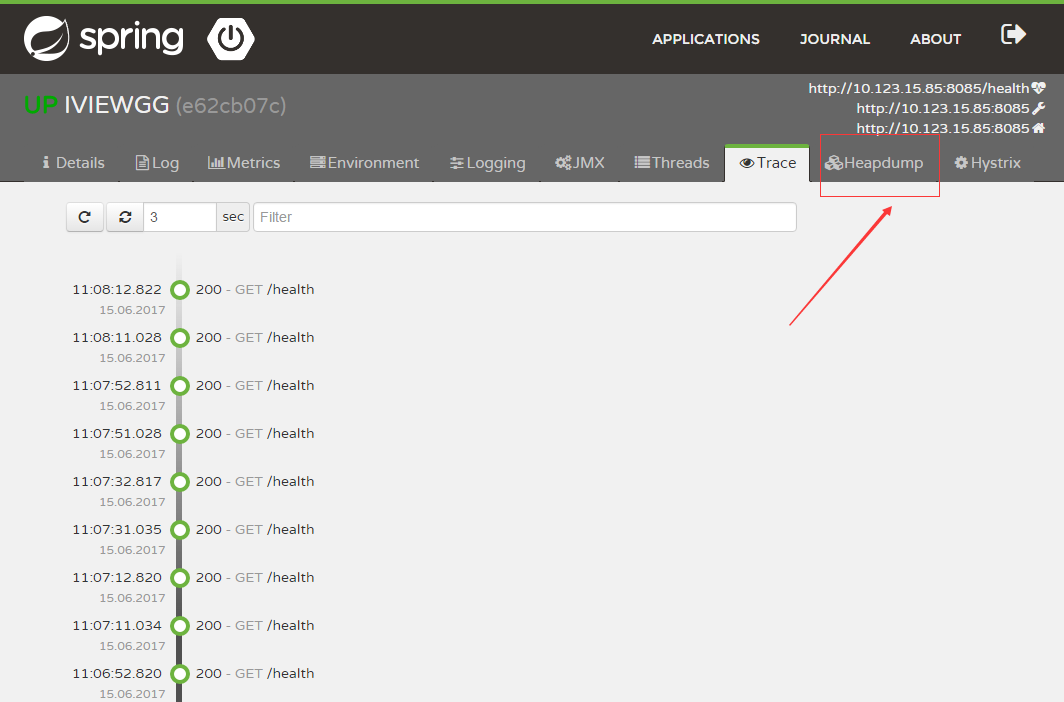 spring
APPLICATIONS JOURNAL ABOUT
UP IVIEWGG (e62cb07c)
http://10.123.15.85:8085/health
http://10.123.15.85:8085
http://10.123.15.85:8085
Details Log Metrics Environment Logging JMX Threads Trace Heapdump Hystrix
3 sec Filter
11:08:12.822 200 - GET /health
15.06.2017
11:08:11.028 200 - GET /health
15.06.2017
11:07:52.811 200 - GET /health
15.06.2017
11:07:51.028 200 - GET /health
15.06.2017
11:07:32.817 200 - GET /health
15.06.2017
11:07:31.035 200 - GET /health
15.06.2017
11:07:12.820 200 - GET /health
15.06.2017
11:07:11.034 200 - GET /health
15.06.2017
11:06:52.820 200 - GET /health
15.06.2017